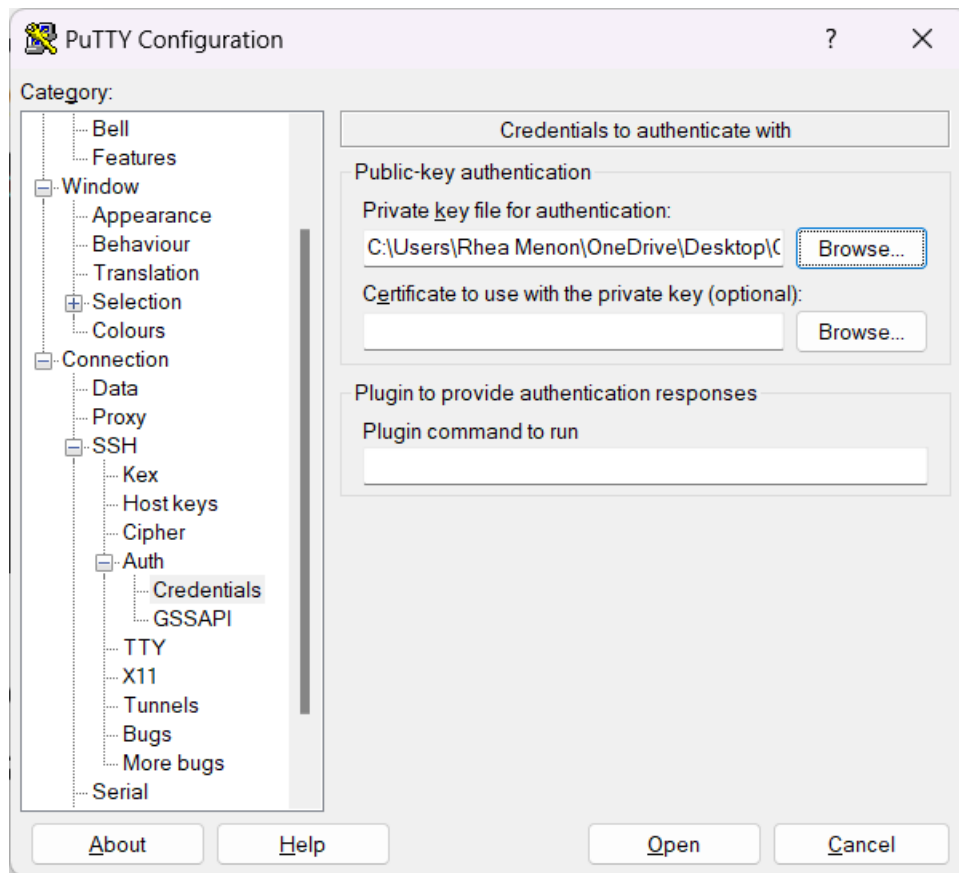 PuTTY Configuration
?
Category:
Bell
Features
Window
Appearance
Behaviour
Translation
Selection
Colours
Connection
Data
Proxy
SSH
Kex
Host keys
Cipher
Auth
Credentials
GSSAPI
TTY
X11
Tunnels
Bugs
More bugs
Serial
Credentials to authenticate with
Public-key authentication
Private key file for authentication:
C:\Users\Rhea Menon\OneDrive\Desktop\
Browse...
Certificate to use with the private key (optional):
Browse...
Plugin to provide authentication responses
Plugin command to run
About
Help
Open
Cancel